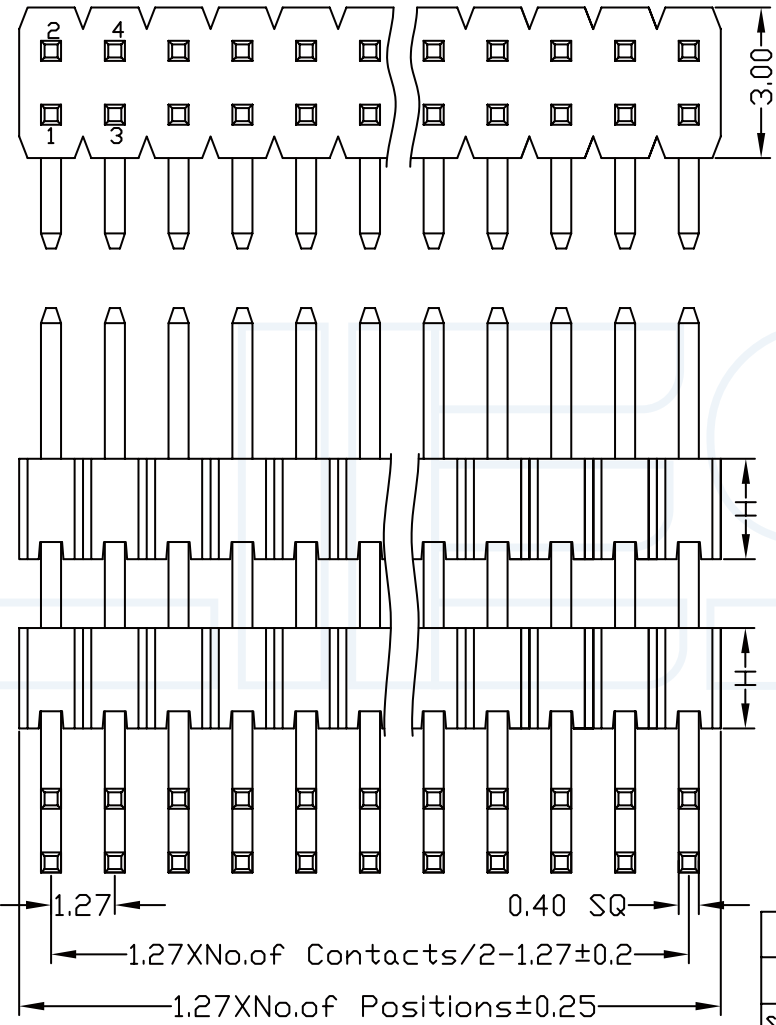 2 4
1 3
3.00
H
H
1.27
0.40 SQ
1.27XNo.of Contacts/2-1.27±0.2
1.27XNo.of Positions±0.25